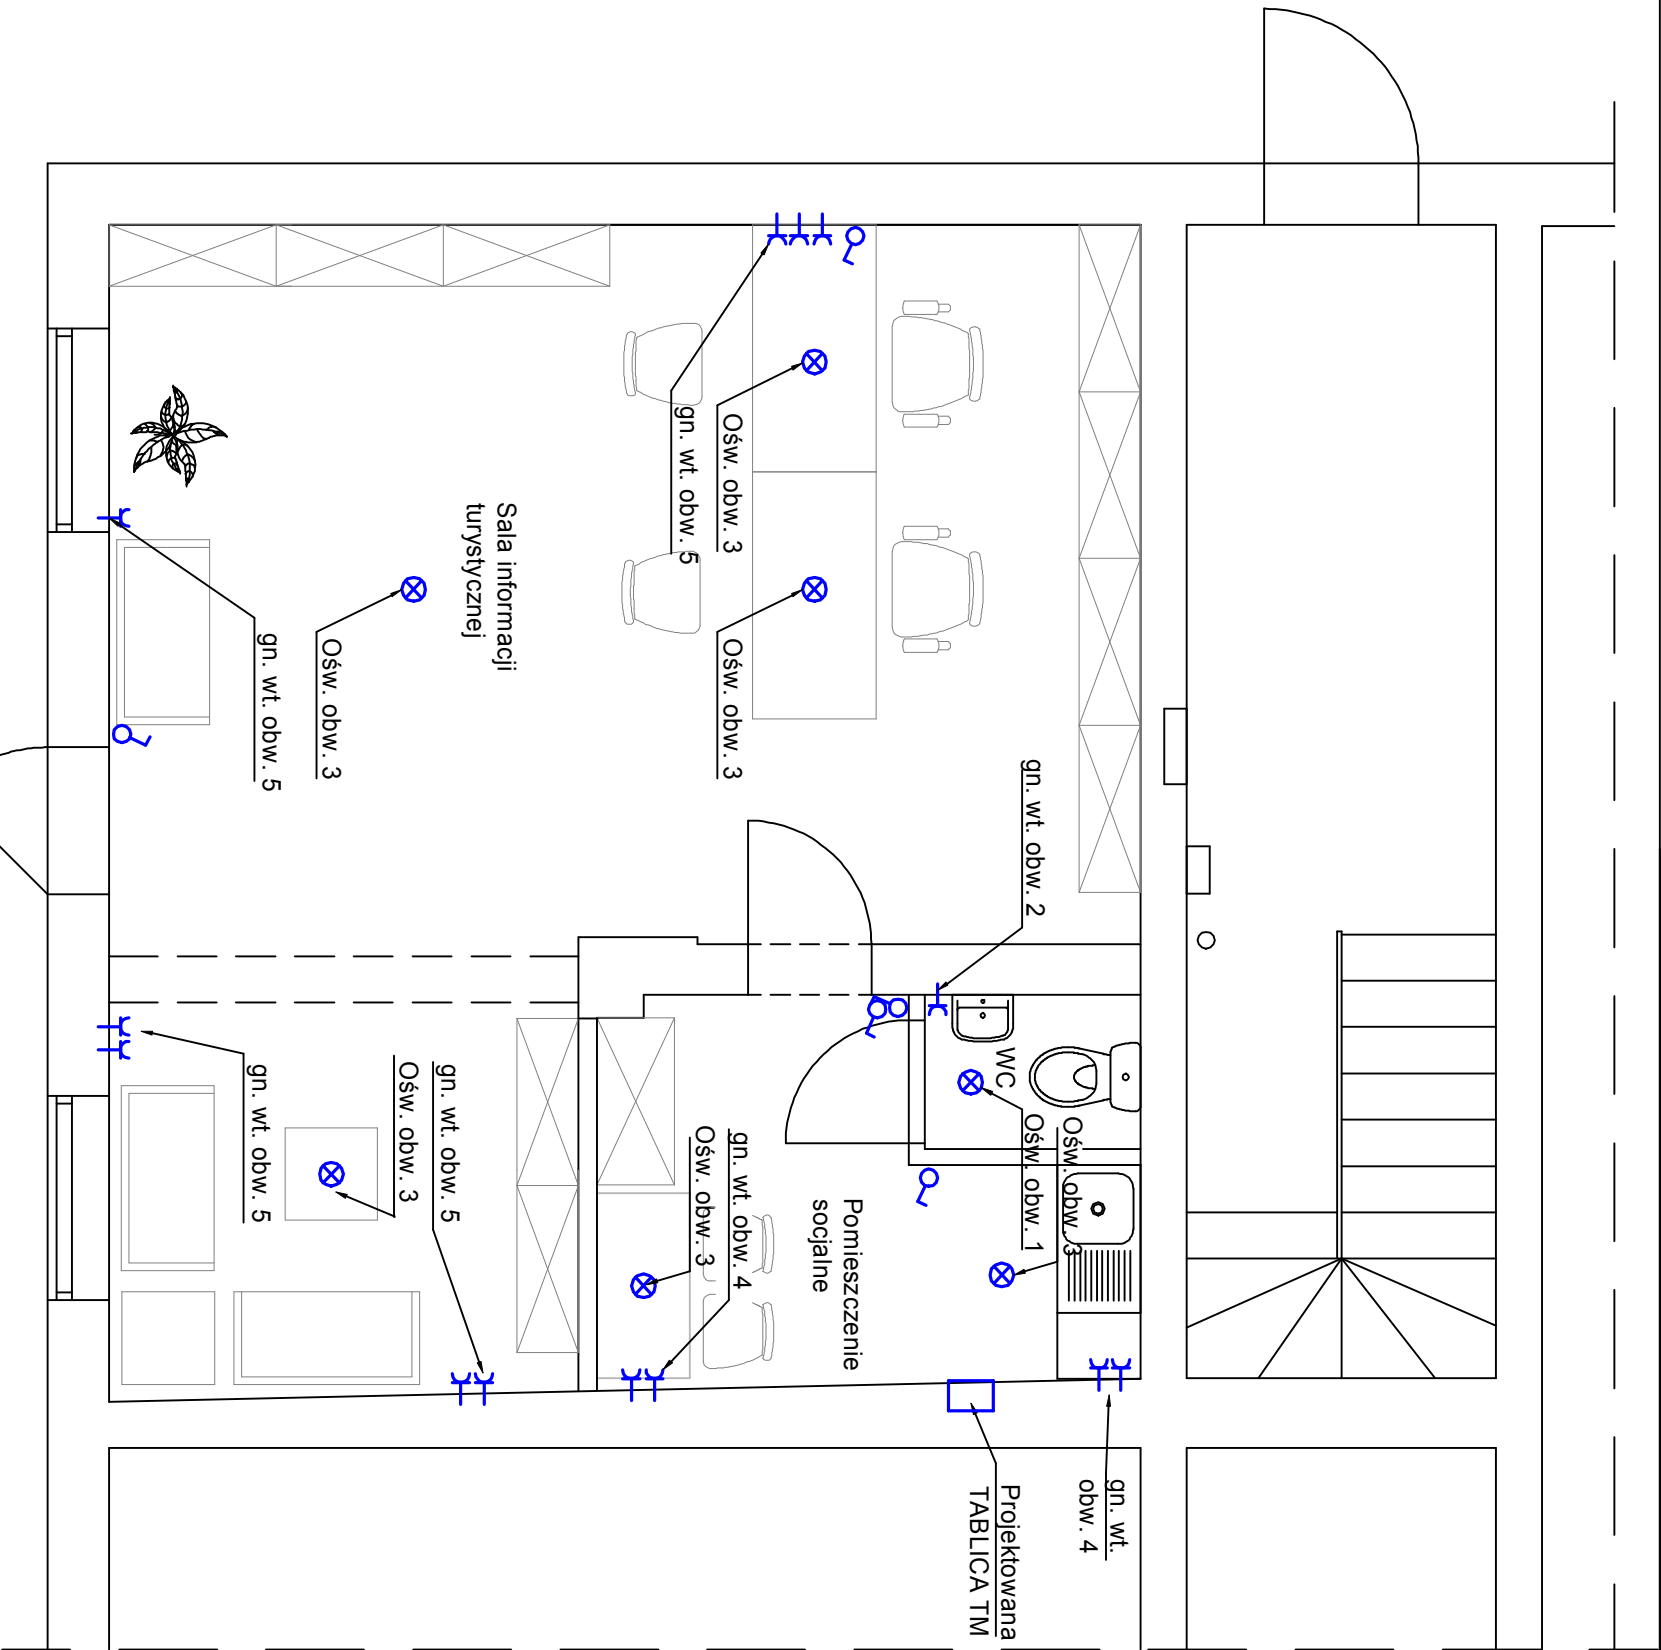 gn. wt. obw. 5
Ośw. obw. 3
Sala informacji
turystycznej
gn. wt. obw. 5
Ośw. obw. 3
Ośw. obw. 3
gn. wt. obw. 2
WC
Ośw. obw. 1
Ośw. obw. 3
gn. wt. obw. 5
Ośw. obw. 3
gn. wt. obw. 5
Ośw. obw. 3
gn. wt. obw. 4
Pomieszczenie
socjalne
gn. wt.
obw. 4
Projektowana
TABLICA TM